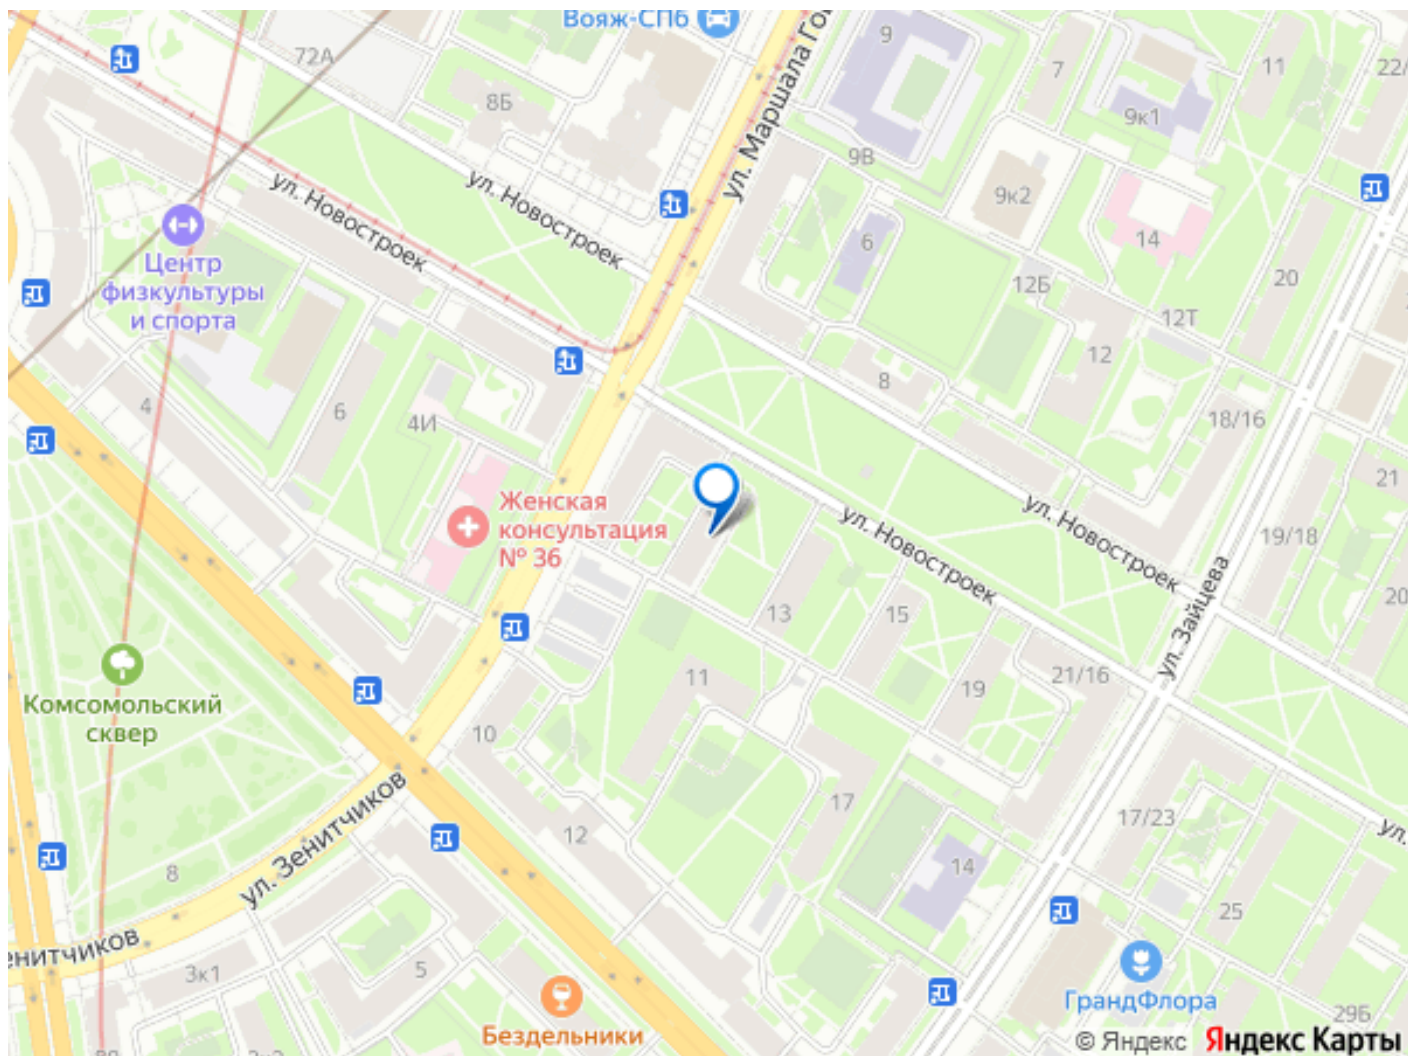 Вояж-СПб
72А
8Б
9
7
11
22/
9к1
ул. Маршала Гов
9В
9к2
ул. Новостроек
ул. Новостроек
6
14
Центр
физкультуры
и спорта
12Б
20
12Т
12
8
4
6
4И
18/16
21
Женская
консультация
№ 36
ул. Новостроек
ул. Новостроек
19/18
20
ул. Зайцева
13
15
11
19
21/16
Комсомольский
сквер
10
17
17/23
ул.
12
ул. Зенитчиков
8
14
25
енитчиков
3к1
5
ГрандФлора
29Б
Бездельники
© Яндекс Яндекс Карты